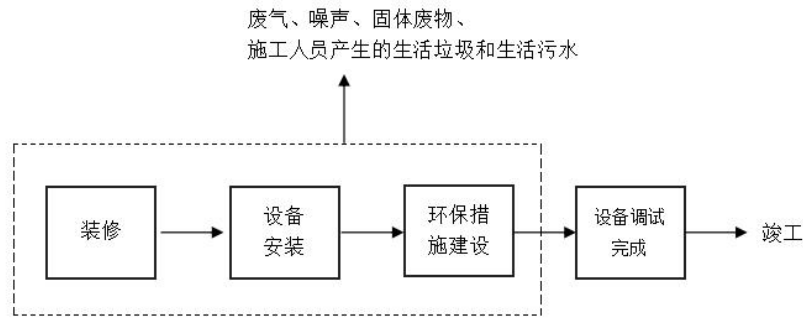 废气、噪声、固体废物、
施工人员产生的生活垃圾和生活污水
装修
设备
安装
环保措
施建设
设备调试
完成
竣工